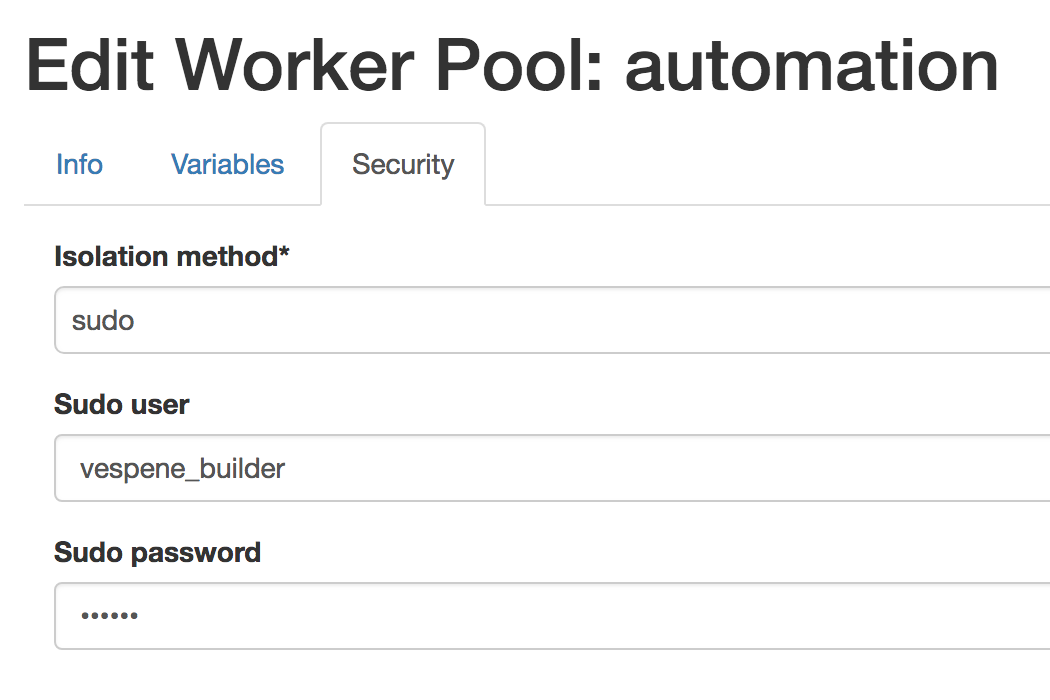 Edit Worker Pool: automation
Info Variables Security
Isolation method*
sudo
Sudo user
vespene_builder
Sudo password
••••••